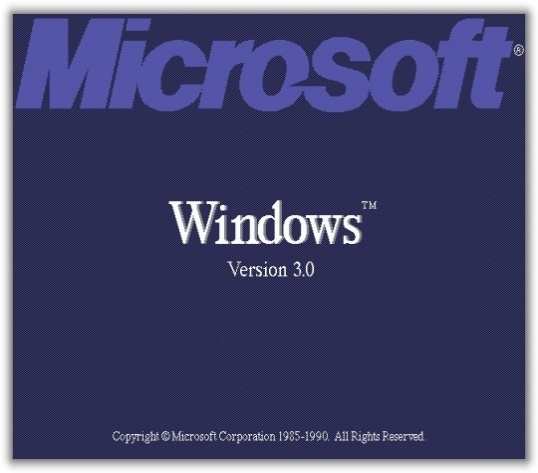 Microsoft®
Windows™
Version 3.0
Copyright © Microsoft Corporation 1985-1990. All Rights Reserved.